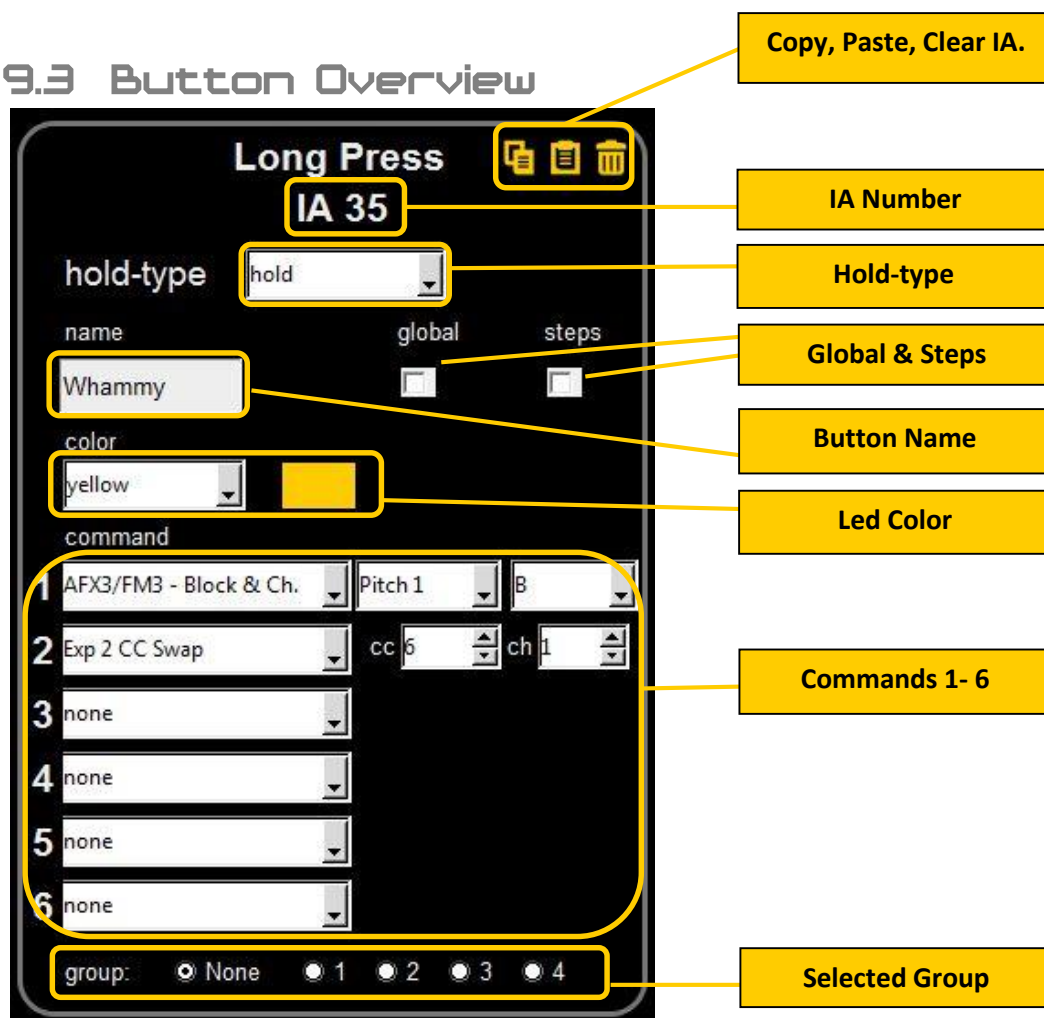 Copy, Paste, Clear IA.
9.3 Button Overview
Long Press
IA 35
IA Number
hold-type hold
Hold-type
name global steps
Global & Steps
Whammy
Button Name
color
yellow
Led Color
command
1 AFX3/FM3 - Block & Ch. Pitch 1 B
2 Exp 2 CC Swap cc 6 ch 1
Commands 1- 6
3 none
4 none
5 none
6 none
group: None 1 2 3 4
Selected Group